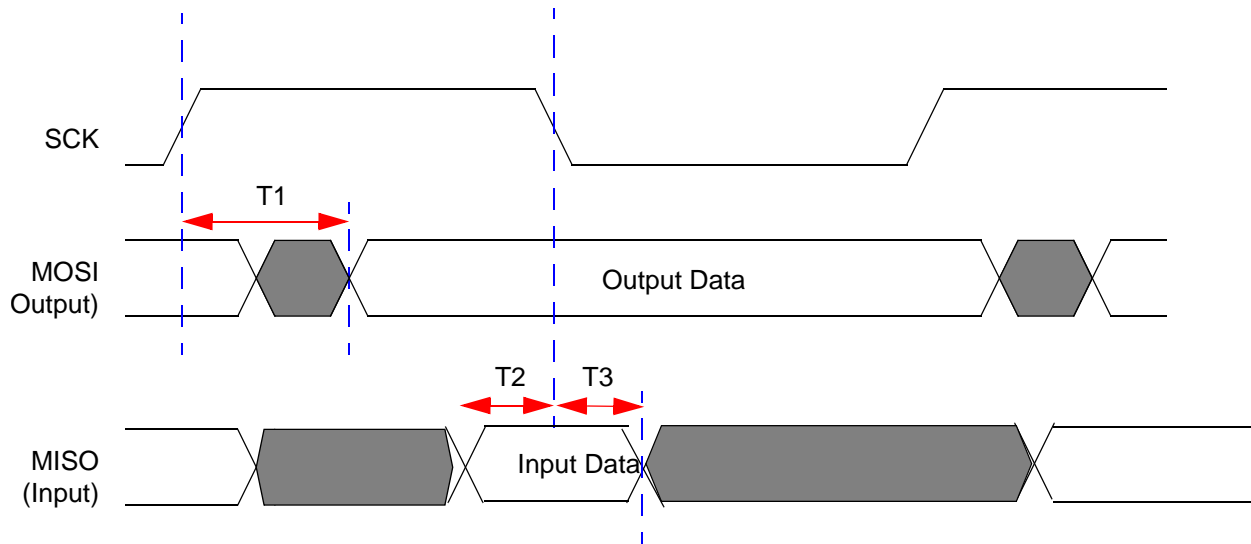 SCK
T1
MOSI
Output)
Output Data
T2
T3
MISO
(Input)
Input Data